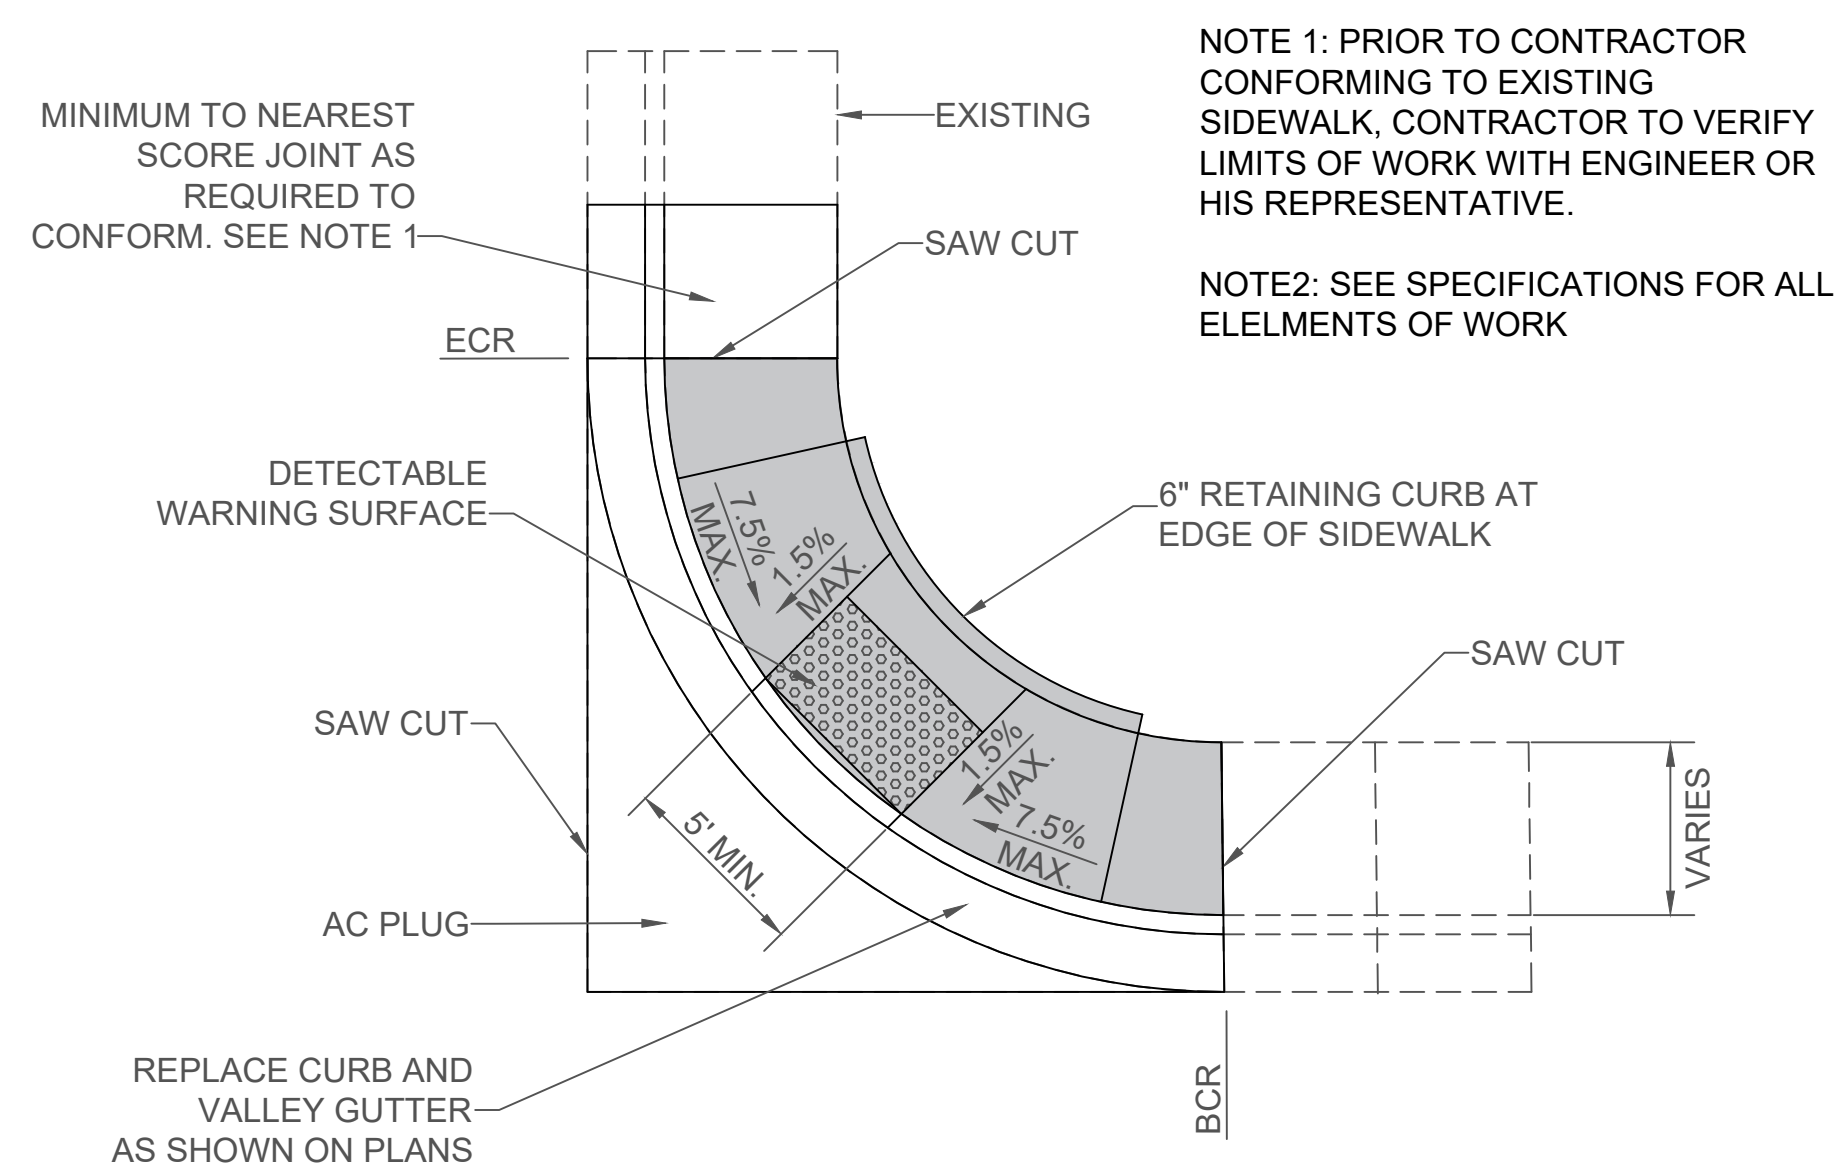 NOTE 1: PRIOR TO CONTRACTOR
CONFORMING TO EXISTING
SIDEWALK, CONTRACTOR TO VERIFY
LIMITS OF WORK WITH ENGINEER OR
HIS REPRESENTATIVE.
NOTE2: SEE SPECIFICATIONS FOR ALL
ELELMENTS OF WORK
MINIMUM TO NEAREST
SCORE JOINT AS
REQUIRED TO
CONFORM. SEE NOTE 1
EXISTING
SAW CUT
ECR
DETECTABLE
WARNING SURFACE
6" RETAINING CURB AT
EDGE OF SIDEWALK
7.5%
MAX.
1.5%
MAX.
SAW CUT
SAW CUT
1.5%
MAX.
7.5%
MAX.
VARIES
5' MIN.
AC PLUG
REPLACE CURB AND
VALLEY GUTTER
AS SHOWN ON PLANS
BCR